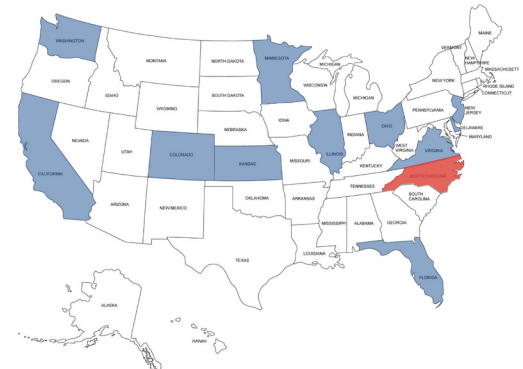 WASHINGTON
MONTANA
NORTH DAKOTA
MINNESOTA
MICHIGAN
VERMONT
MAINE
NEW
HAMPSHIRE
MASSACHUSETTS
RHODE ISLAND
CONNECTICUT
OREGON
IDAHO
SOUTH DAKOTA
WISCONSIN
MICHIGAN
NEW YORK
WYOMING
IOWA
PENNSYLVANIA
NEW
JERSEY
NEBRASKA
INDIANA
OHIO
DELAWARE
MARYLAND
NEVADA
UTAH
COLORADO
KANSAS
MISSOURI
ILLINOIS
WEST
VIRGINIA
VIRGINIA
KENTUCKY
CALIFORNIA
NORTH CAROLINA
TENNESSEE
ARIZONA
NEW MEXICO
OKLAHOMA
ARKANSAS
SOUTH
CAROLINA
MISSISSIPPI
ALABAMA
GEORGIA
TEXAS
LOUISIANA
FLORIDA
ALASKA
HAWAII